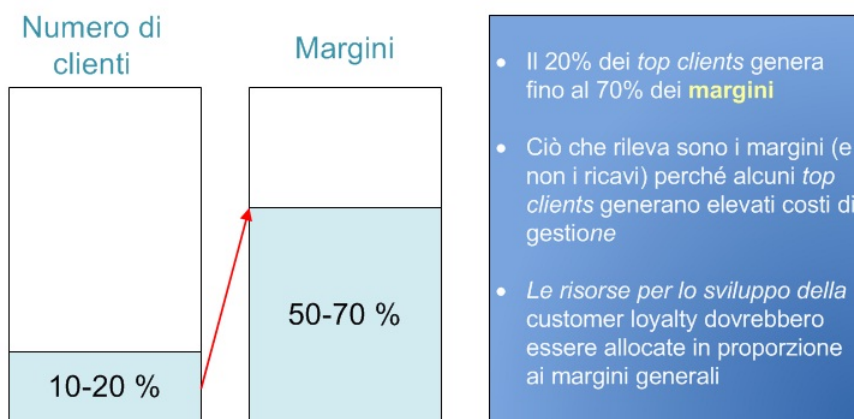 Numero di
clienti
Margini
10-20 %
50-70 %
• Il 20% dei top clients genera
fino al 70% dei margini
• Ciò che rileva sono i margini (e
non i ricavi) perché alcuni top
clients generano elevati costi di
gestione
• Le risorse per lo sviluppo della
customer loyalty dovrebbero
essere allocate in proporzione
ai margini generali